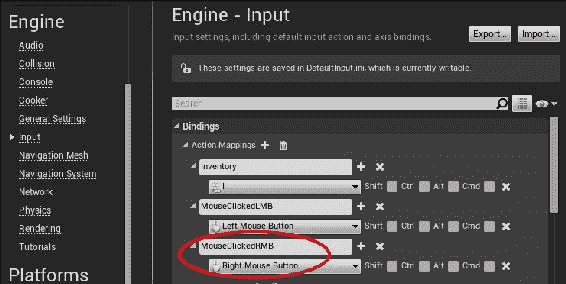 Engine
Audio
Collision
Console
Cooker
General Settings
Input
Navigation Mesh
Navigation System
Network
Physics
Rendering
Tutorials
Platforms
Engine - Input
Input settings, including default input action and axis bindings.
Export... Import...
These settings are saved in DefaultInput.ini, which is currently writable.
Search
Bindings
Action Mappings
Inventory
I Shift Ctrl Alt Cmd
MouseClickedLMB
Left Mouse Button Shift Ctrl Alt Cmd
MouseClickedRMB
Right Mouse Button Shift Ctrl Alt Cmd